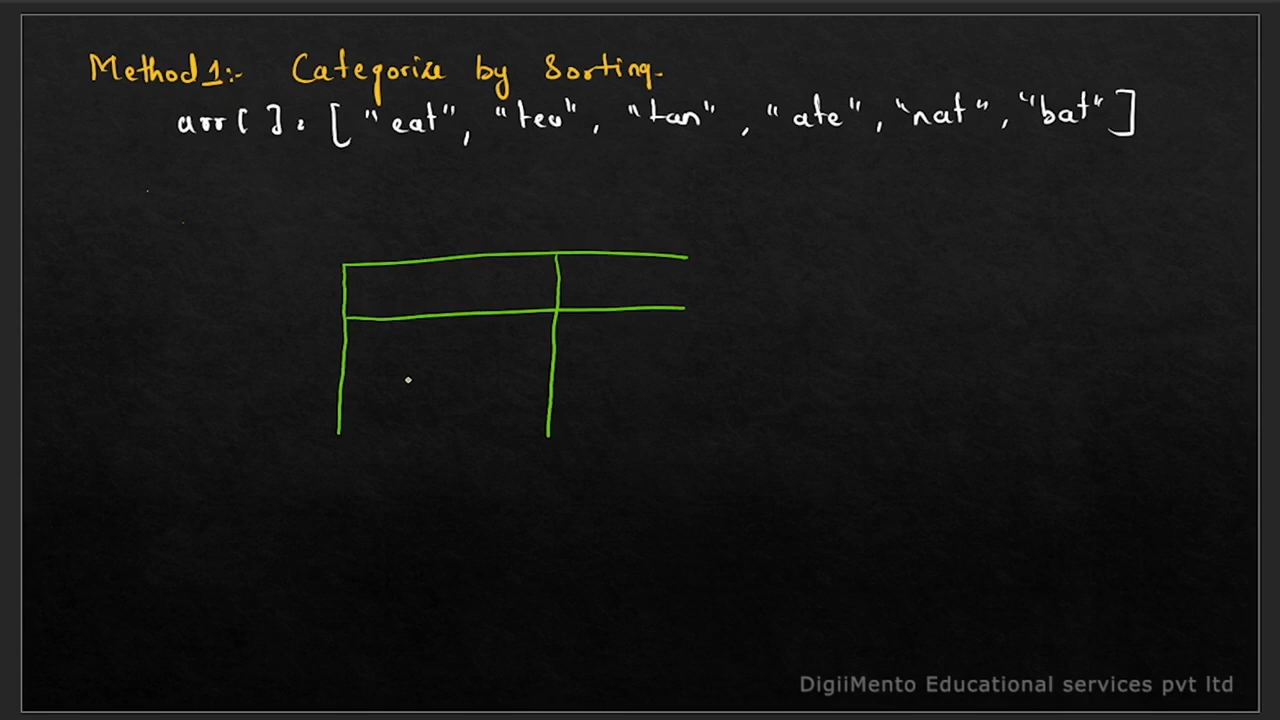 Method 1:- Categorize by Sorting.
arr[ ] : [ "eat", "tea", "tan", "ate", "nat", "bat" ]
DigiiMento Educational services pvt ltd